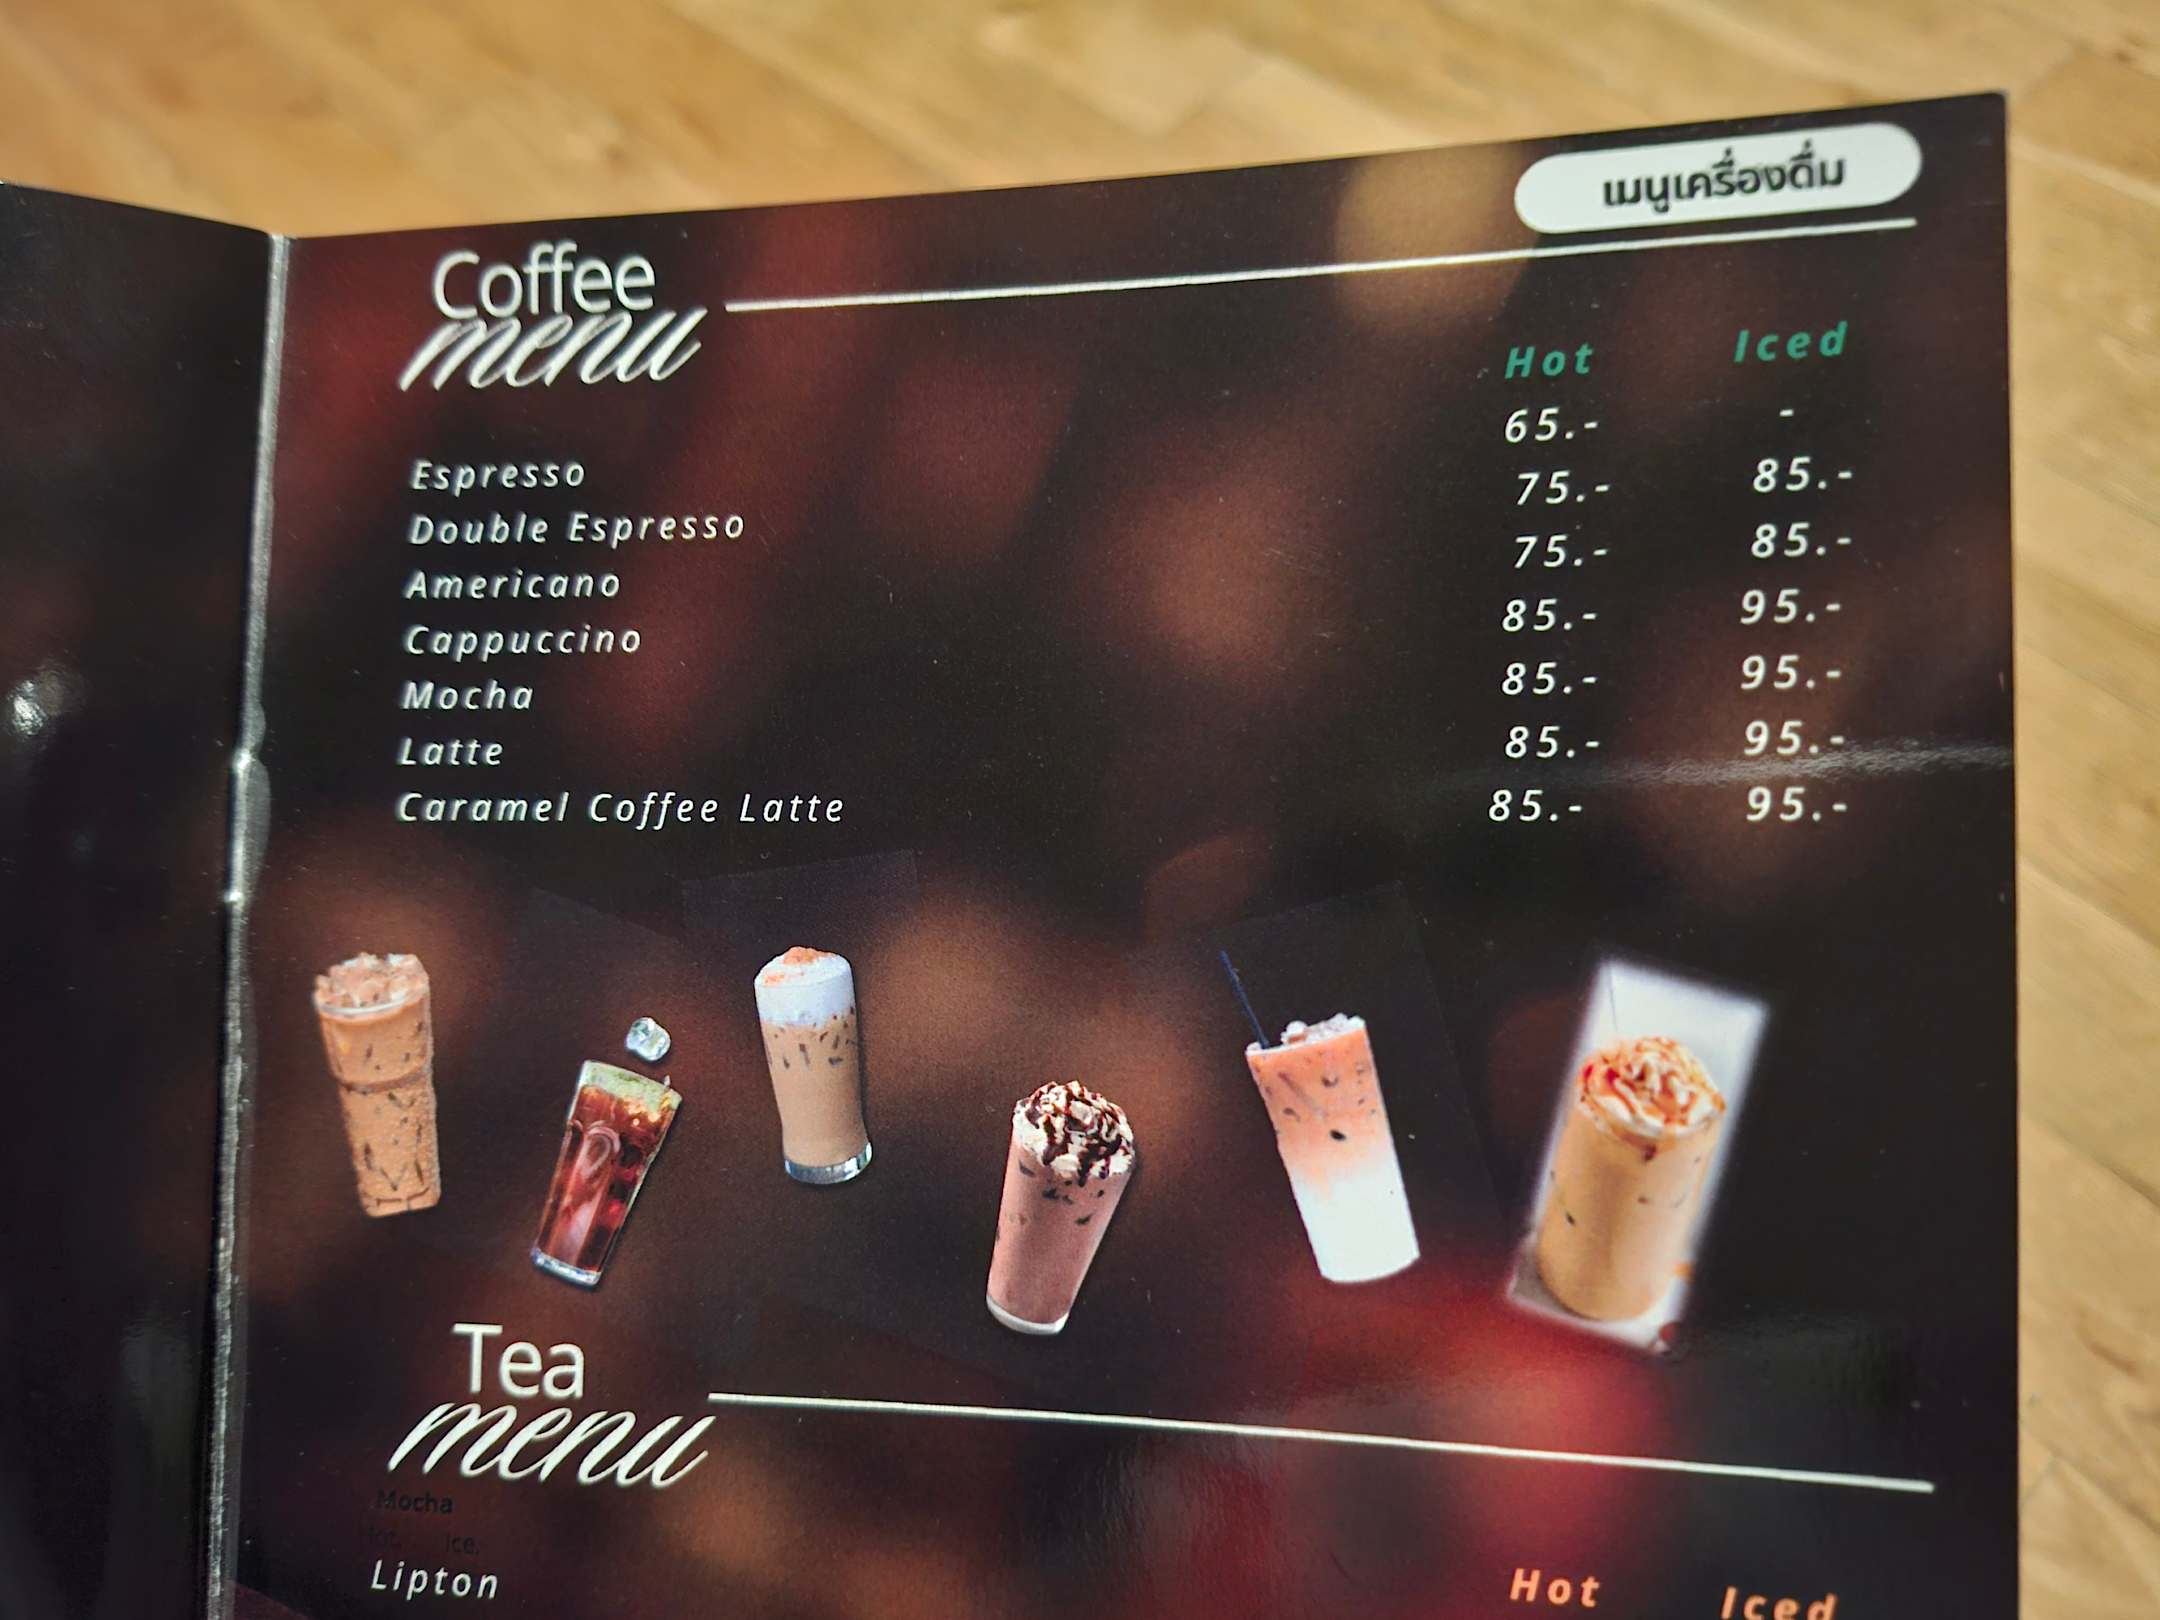 เมนูเครื่องดื่ม
Coffee
menu
Hot Iced
65.- -
Espresso 75.- 85.-
Double Espresso 75.- 85.-
Americano 85.- 95.-
Cappuccino 85.- 95.-
Mocha 85.- 95.-
Latte 85.- 95.-
Caramel Coffee Latte
Tea
menu
Mocha
Hot. Ice.
Lipton
Hot Iced